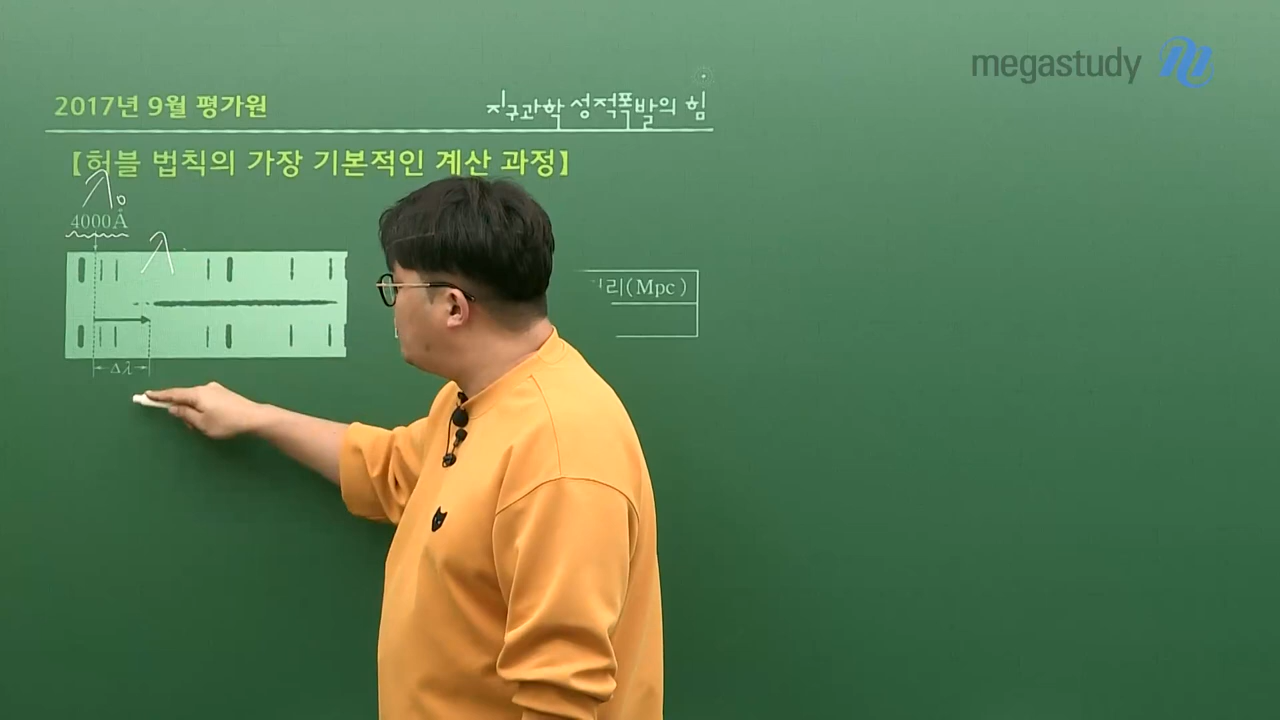 megastudy
2017년 9월 평가원
지구과학 성적폭발의 힘
【허블 법칙의 가장 기본적인 계산 과정】
λ₀
4000Å
λ
리(Mpc)
Δλ